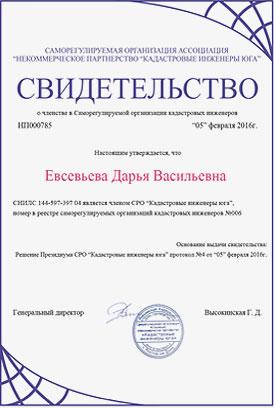 САМОРЕГУЛИРУЕМАЯ ОРГАНИЗАЦИЯ АССОЦИАЦИЯ
“НЕКОММЕРЧЕСКОЕ ПАРТНЕРСТВО “КАДАСТРОВЫЕ ИНЖЕНЕРЫ ЮГА”
СВИДЕТЕЛЬСТВО
о членстве в Саморегулируемой организации кадастровых инженеров
НП000785 “05” февраля 2016г.
Настоящим утверждается, что
Евсевьева Дарья Васильевна
СНИЛС 144-597-397 04 является членом СРО “Кадастровые инженеры юга”,
номер в реестре саморегулируемых организаций кадастровых инженеров №006
Основание выдачи свидетельства:
Решение Президиума СРО “Кадастровые инженеры юга” протокол №4 от “05” февраля 2016г.
Генеральный директор Высокинская Г. Д.
«КАДАСТРОВЫЕ
ИНЖЕНЕРЫ ЮГА»